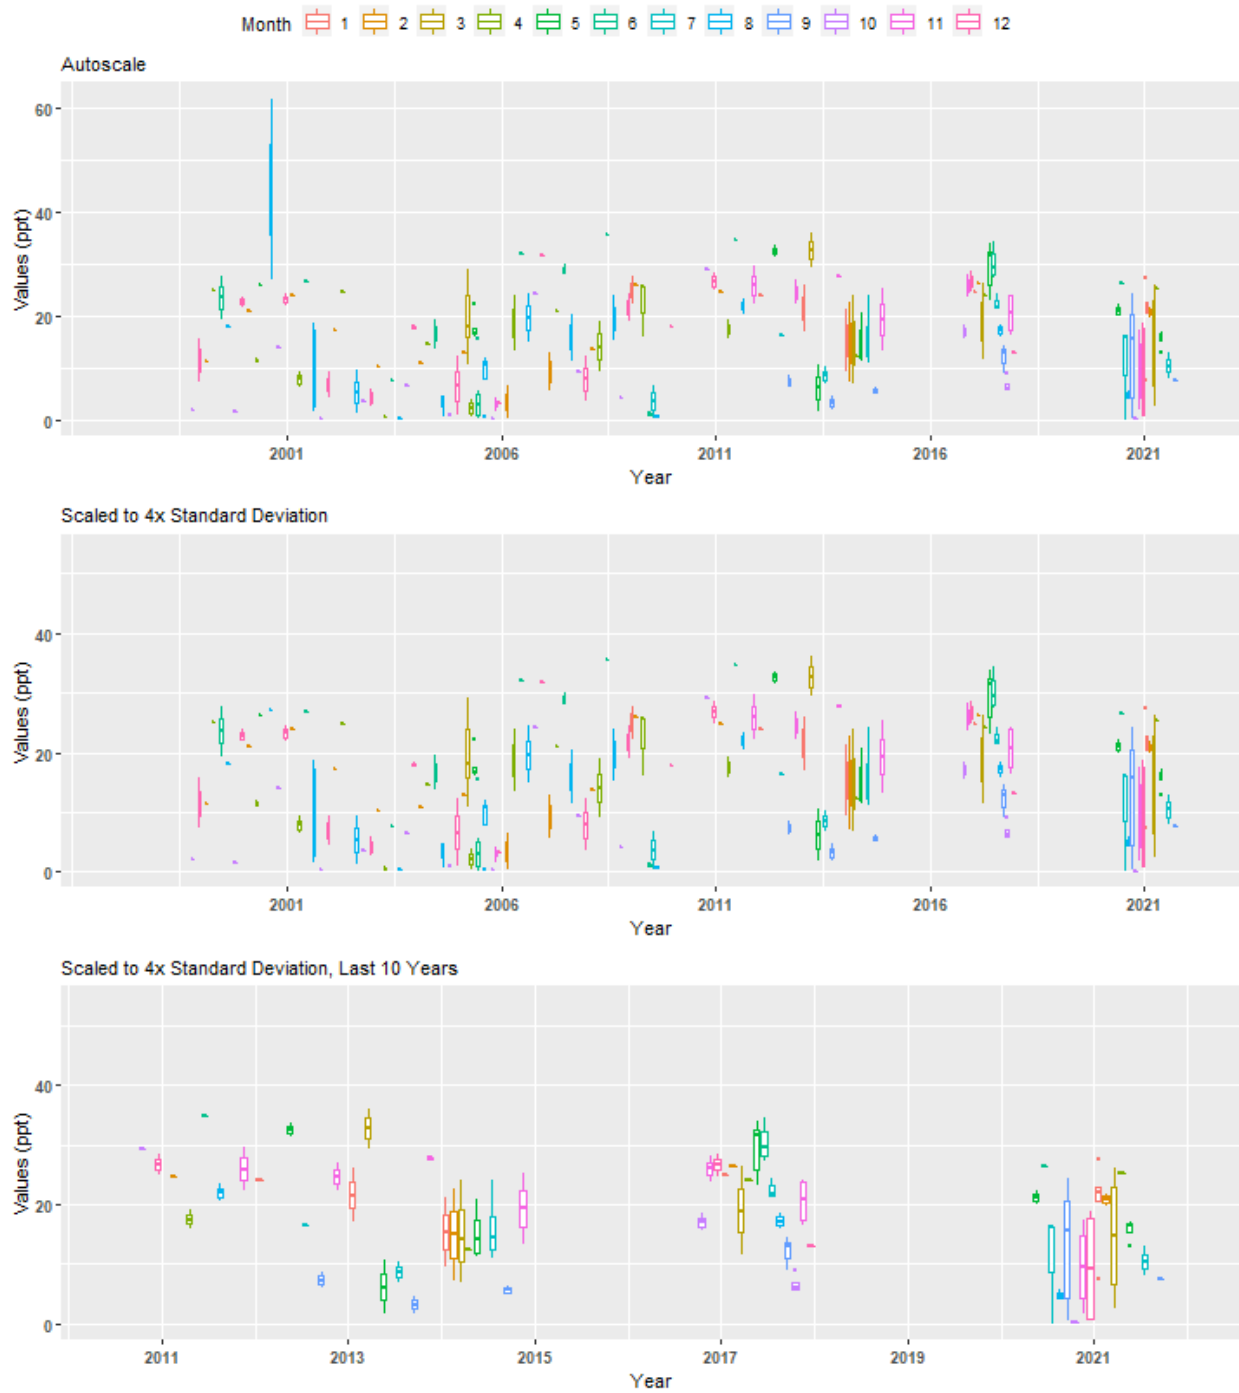 Month 1 2 3 4 5 6 7 8 9 10 11 12
Autoscale
Values (ppt)
60
40
20
0
2001 2006 2011 2016 2021
Year
Scaled to 4x Standard Deviation
Values (ppt)
40
20
0
2001 2006 2011 2016 2021
Year
Scaled to 4x Standard Deviation, Last 10 Years
Values (ppt)
40
20
0
2011 2013 2015 2017 2019 2021
Year